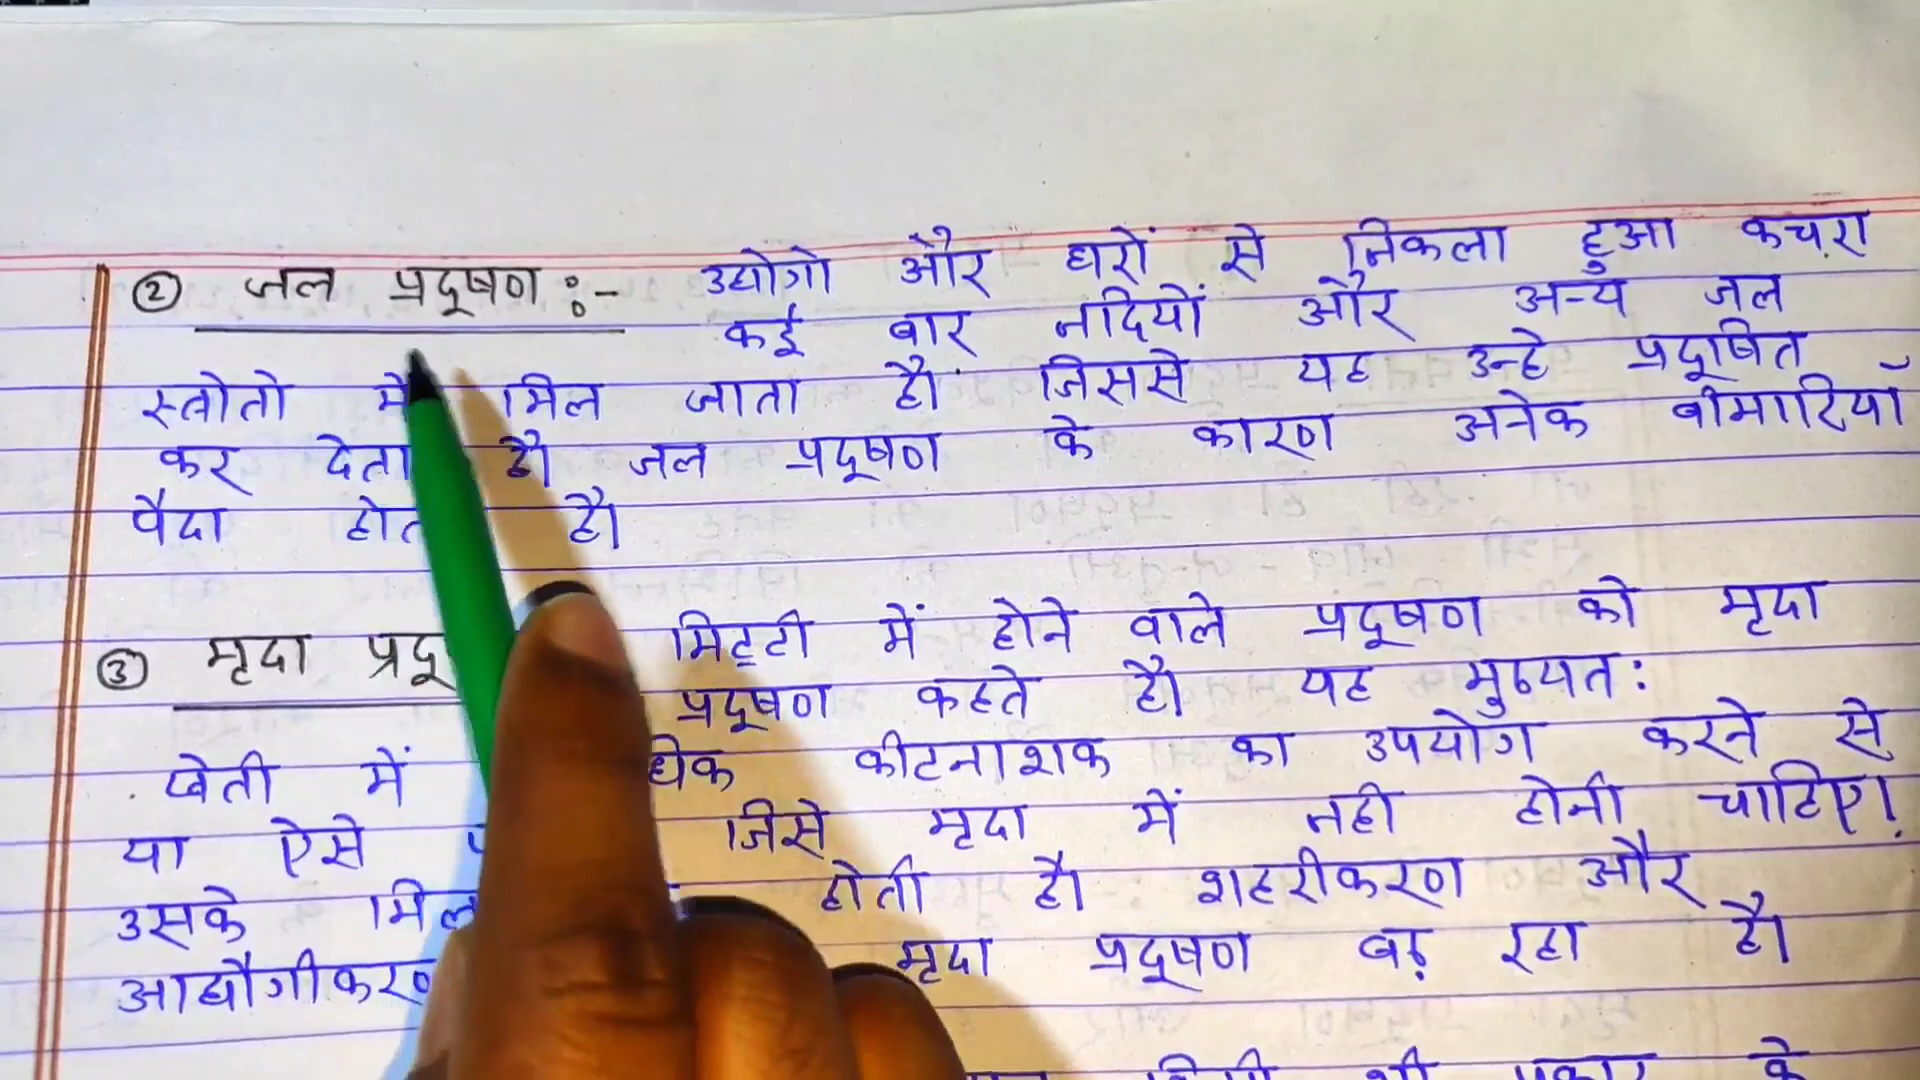 ② जल प्रदूषण :- उद्योगो और घरों से निकला हुआ कचरा
कई बार नदियों और अन्य जल
स्त्रोतो में मिल जाता है। जिससे यह उन्हे प्रदूषित
कर देता है। जल प्रदूषण के कारण अनेक बीमारियाँ
पैदा है।
③ मृदा मिट्टी में होने वाले प्रदूषण को मृदा
प्रदूषण कहते है। यह मुख्यत:
खेती में कीटनाशक का उपयोग करने से
या ऐसे जिसे मृदा में नही होनी चाहिए।
उसके होती है। शहरीकरण और
औद्यौगीकरण मृदा प्रदूषण बढ़ रहा है।